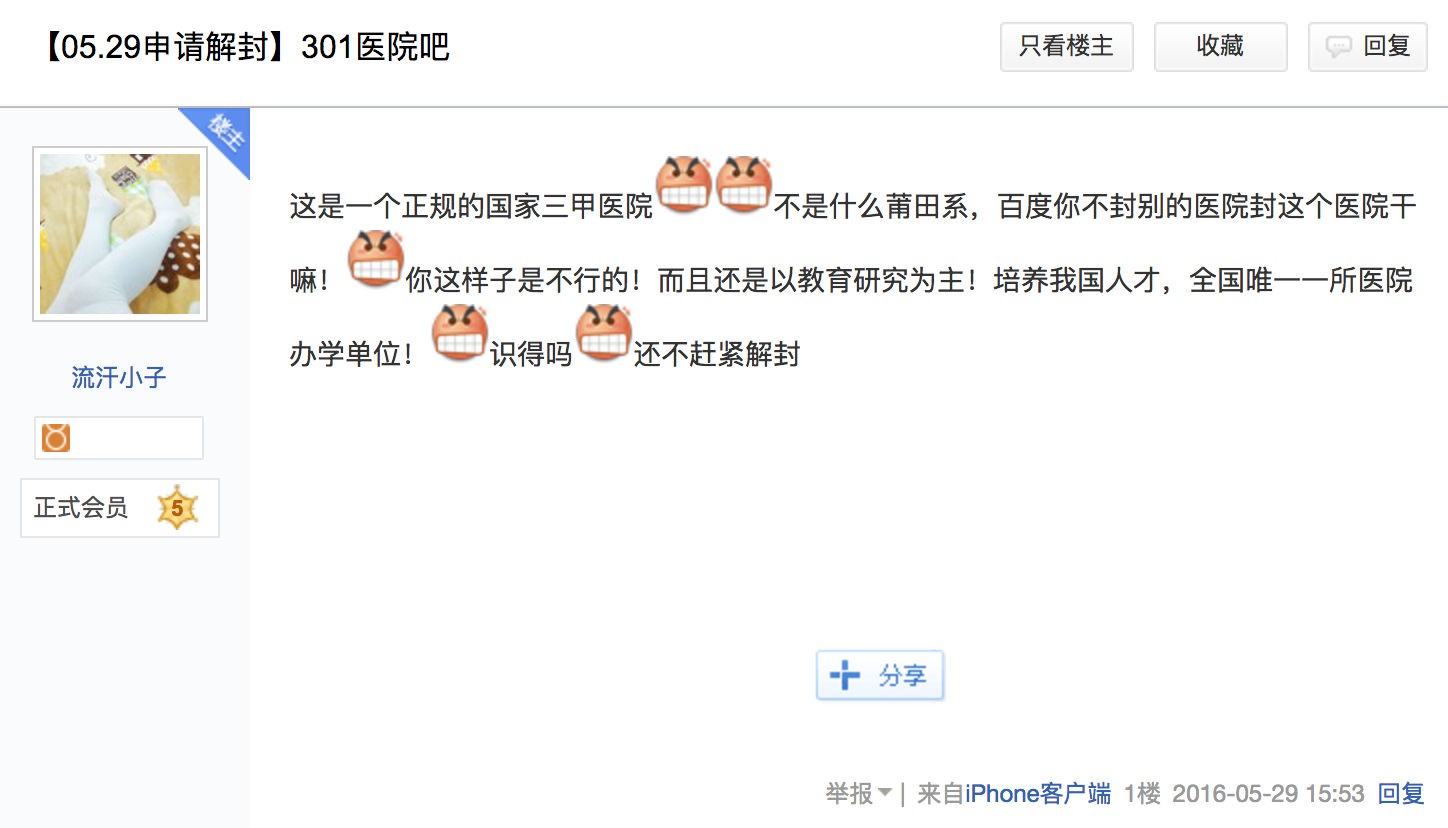 【05.29申请解封】301医院吧
只看楼主
收藏
回复
楼主
流汗小子
正式会员 5
这是一个正规的国家三甲医院不是什么莆田系，百度你不封别的医院封这个医院干
嘛！你这样子是不行的！而且还是以教育研究为主！培养我国人才，全国唯一一所医院
办学单位！识得吗还不赶紧解封
分享
举报 | 来自iPhone客户端 1楼 2016-05-29 15:53 回复